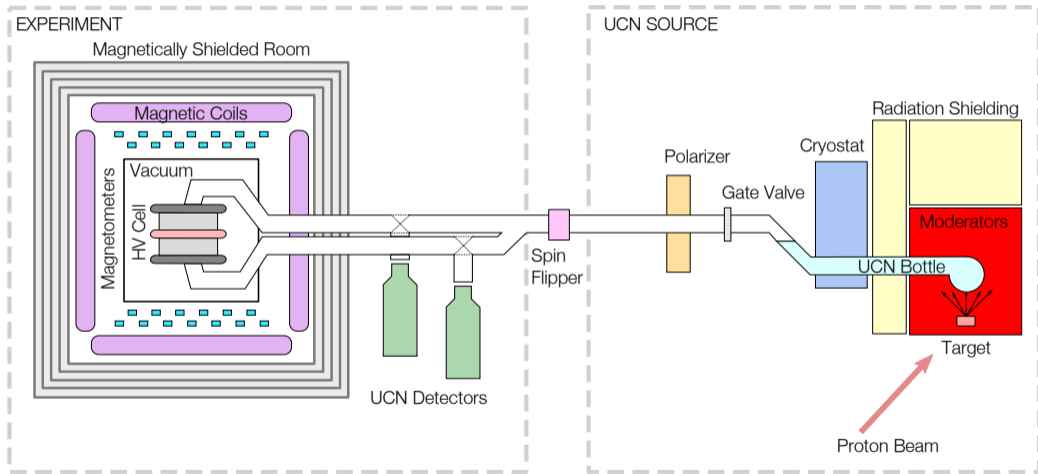 EXPERIMENT
Magnetically Shielded Room
Magnetic Coils
Magnetometers
Vacuum
HV Cell
UCN Detectors
Spin
Flipper
UCN SOURCE
Polarizer
Gate Valve
Cryostat
Radiation Shielding
Moderators
UCN Bottle
Target
Proton Beam